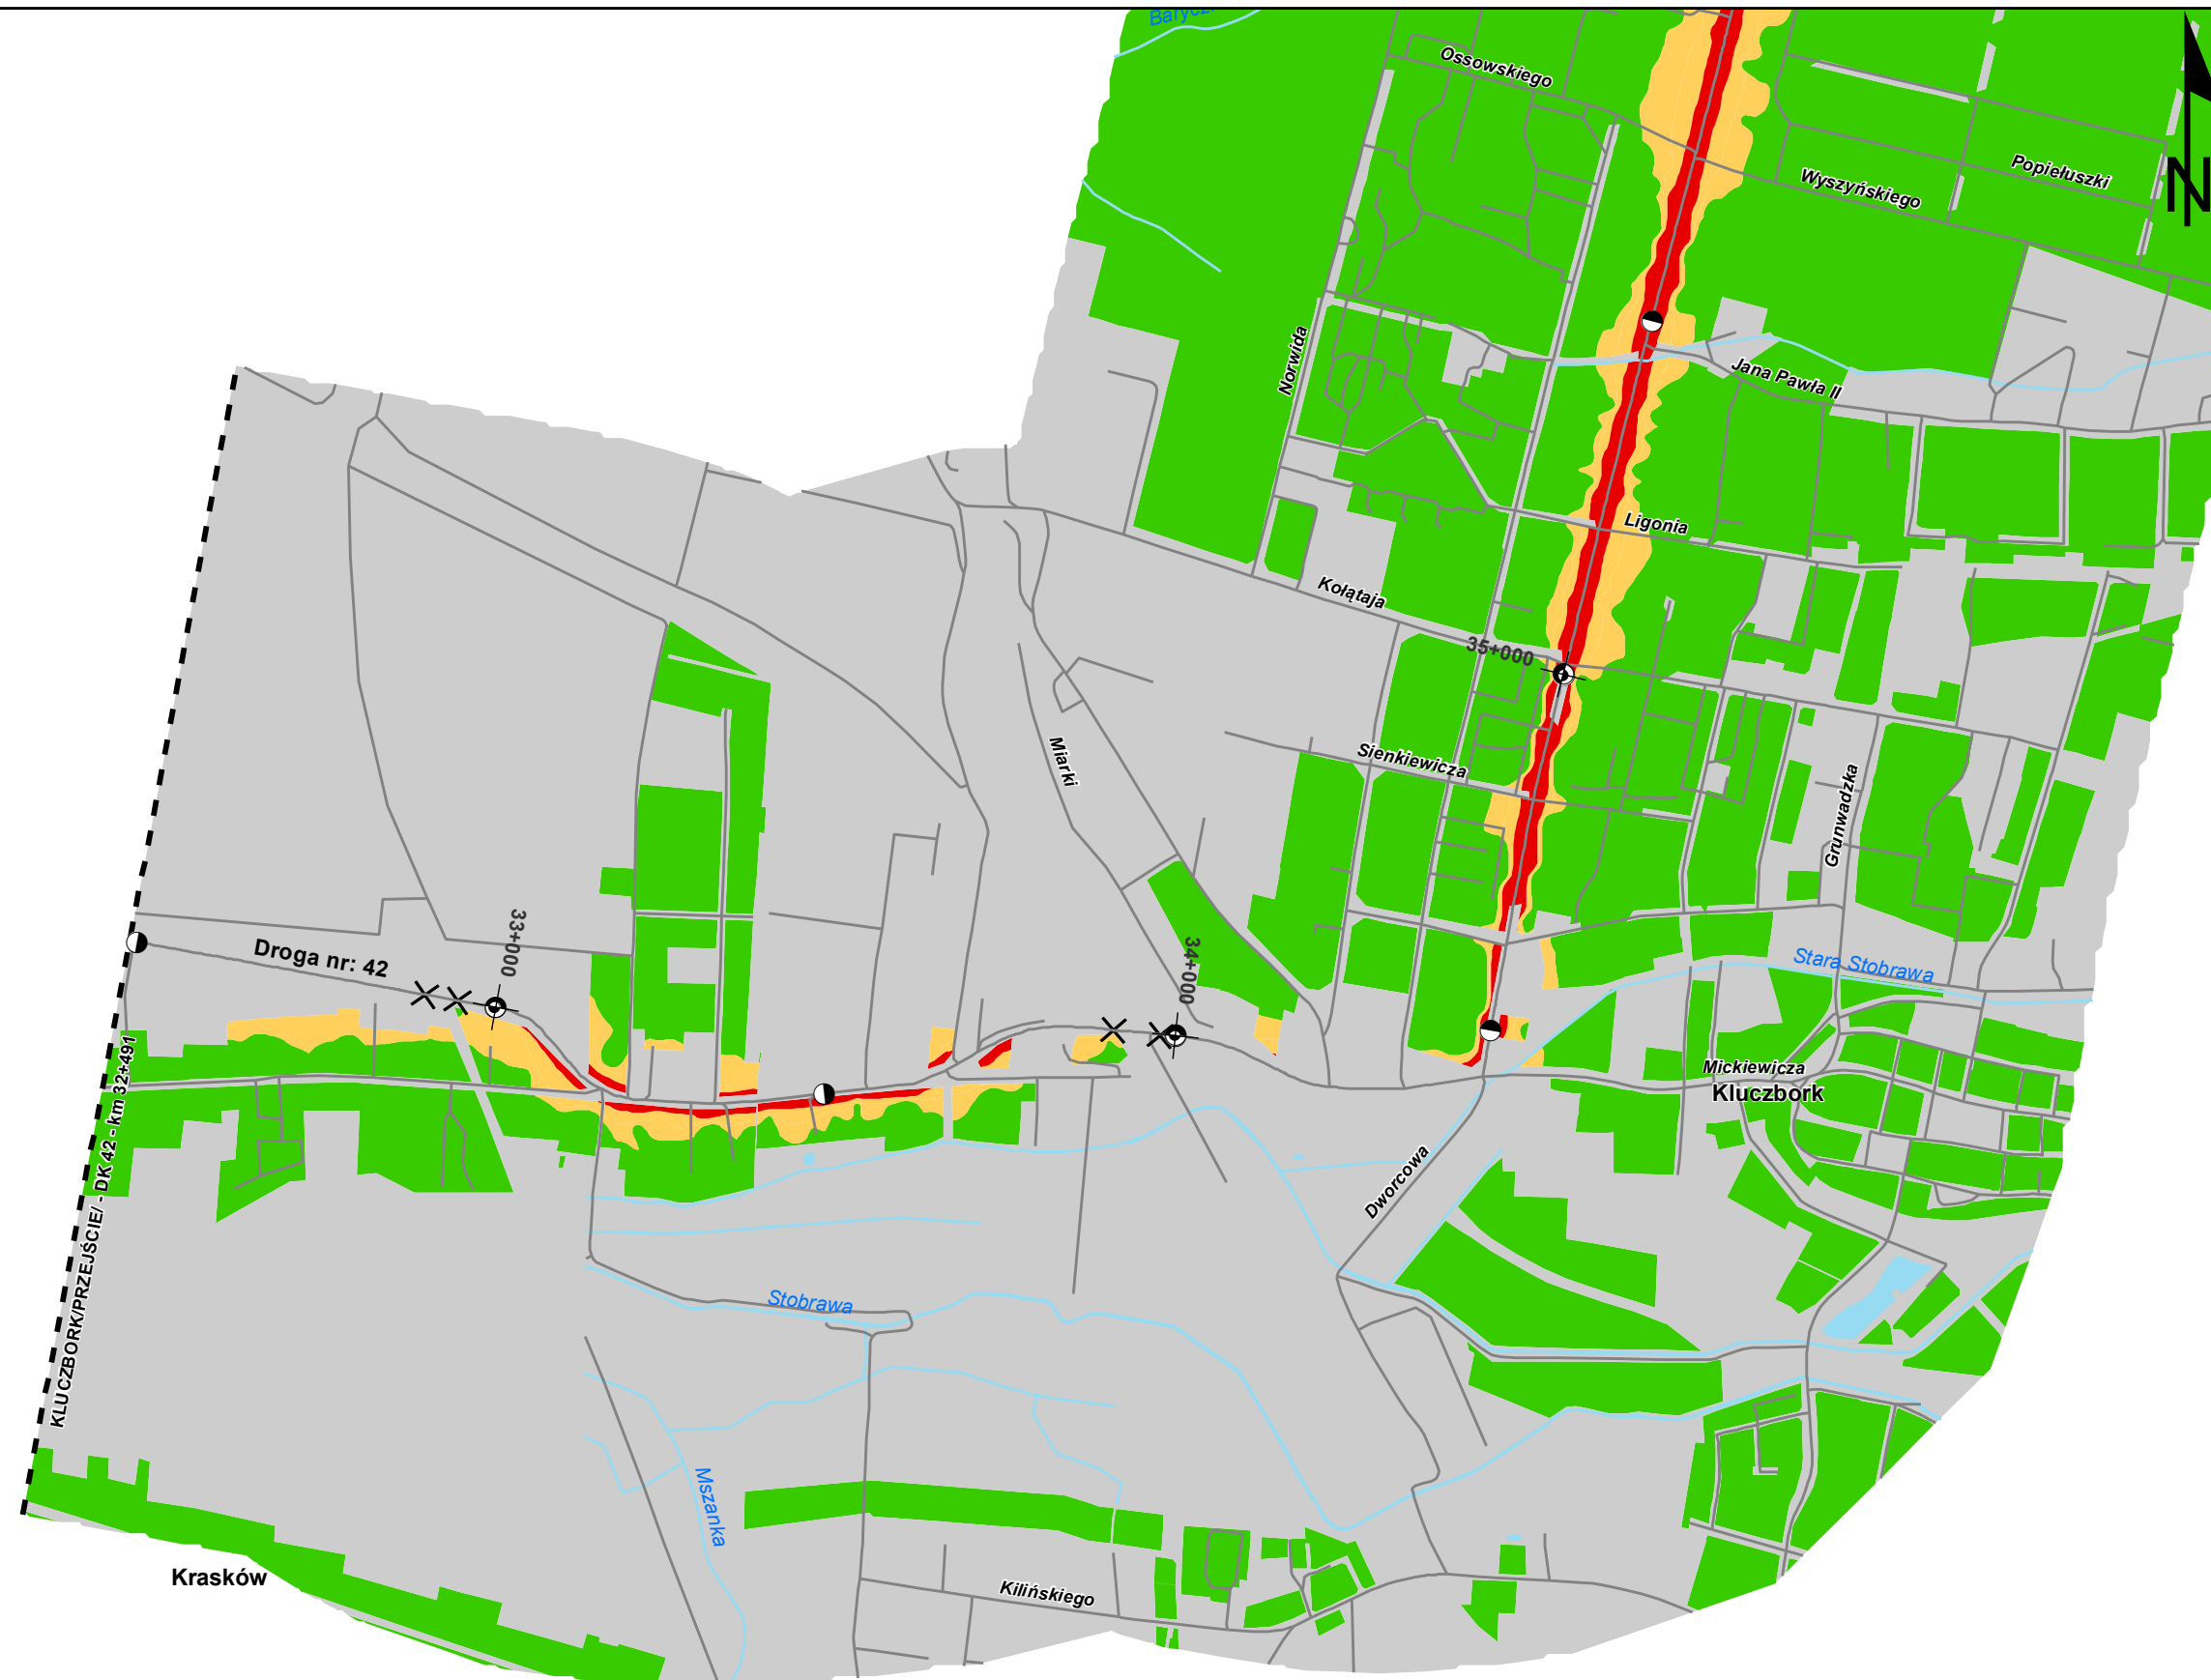 Ossowskiego
Popiełuszki
Wyszyńskiego
N
Norwida
Jana Pawła II
Ligonia
Kołątaja
35+000
Miarki
Sienkiewicza
Grunwadzka
33+000
Droga nr: 42
34+000
Stara Stobrawa
KLUCZBORK/PRZEJŚCIE/ - DK 42 - km 32+491
Mickiewicza
Kluczbork
Dworcowa
Stobrawa
Mszanka
Krasków
Kilińskiego